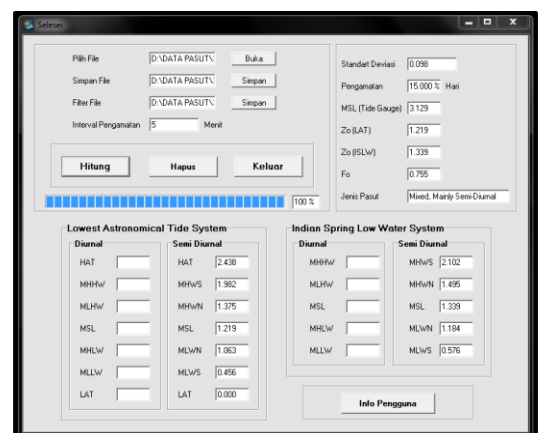 Selesei
Pilih File D:\DATA PASUT\: Buka
Simpan File D:\DATA PASUT\: Simpan
Filter File D:\DATA PASUT\: Simpan
Interval Pengamatan 5 Menit
Hitung Hapus Keluar
100 %
Standart Deviasi 0.098
Pengamatan 15.000 % Hari
MSL (Tide Gauge) 3.129
Zo (LAT) 1.219
Zo (ISLW) 1.339
Fo 0.755
Jenis Pasut Mixed, Mainly Semi-Diurnal
Lowest Astronomical Tide System
Diurnal Semi Diurnal
HAT HAT 2.438
MHHW MHWS 1.982
MLHW MHWN 1.375
MSL MSL 1.219
MHLW MLWN 1.063
MLLW MLWS 0.456
LAT LAT 0.000
Indian Spring Low Water System
Diurnal Semi Diurnal
MHHW MHWS 2.102
MLHW MHWN 1.495
MSL MSL 1.339
MHLW MLWN 1.184
MLLW MLWS 0.576
Info Pengguna